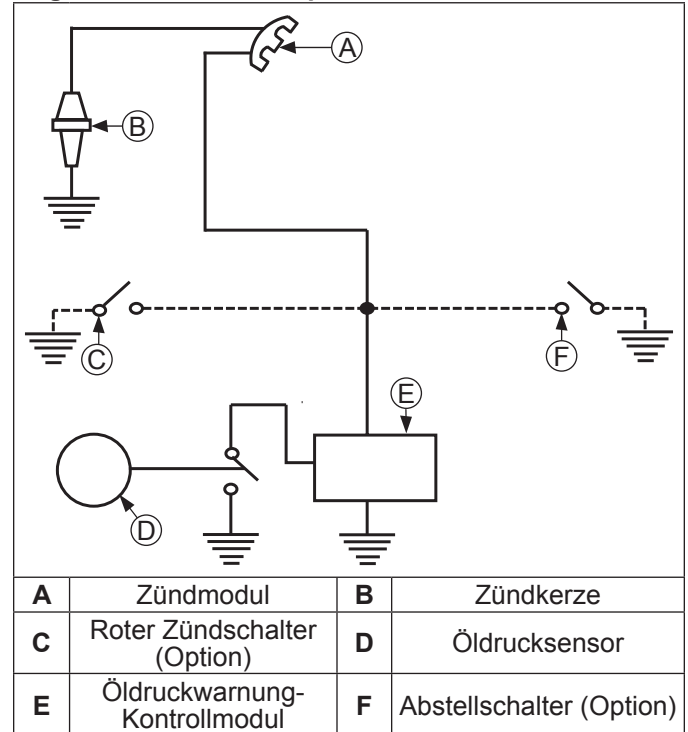 A
B
C
F
E
D
A Zündmodul B Zündkerze
C Roter Zündschalter (Option) D Öldrucksensor
E Öldruckwarnung-Kontrollmodul F Abstellschalter (Option)